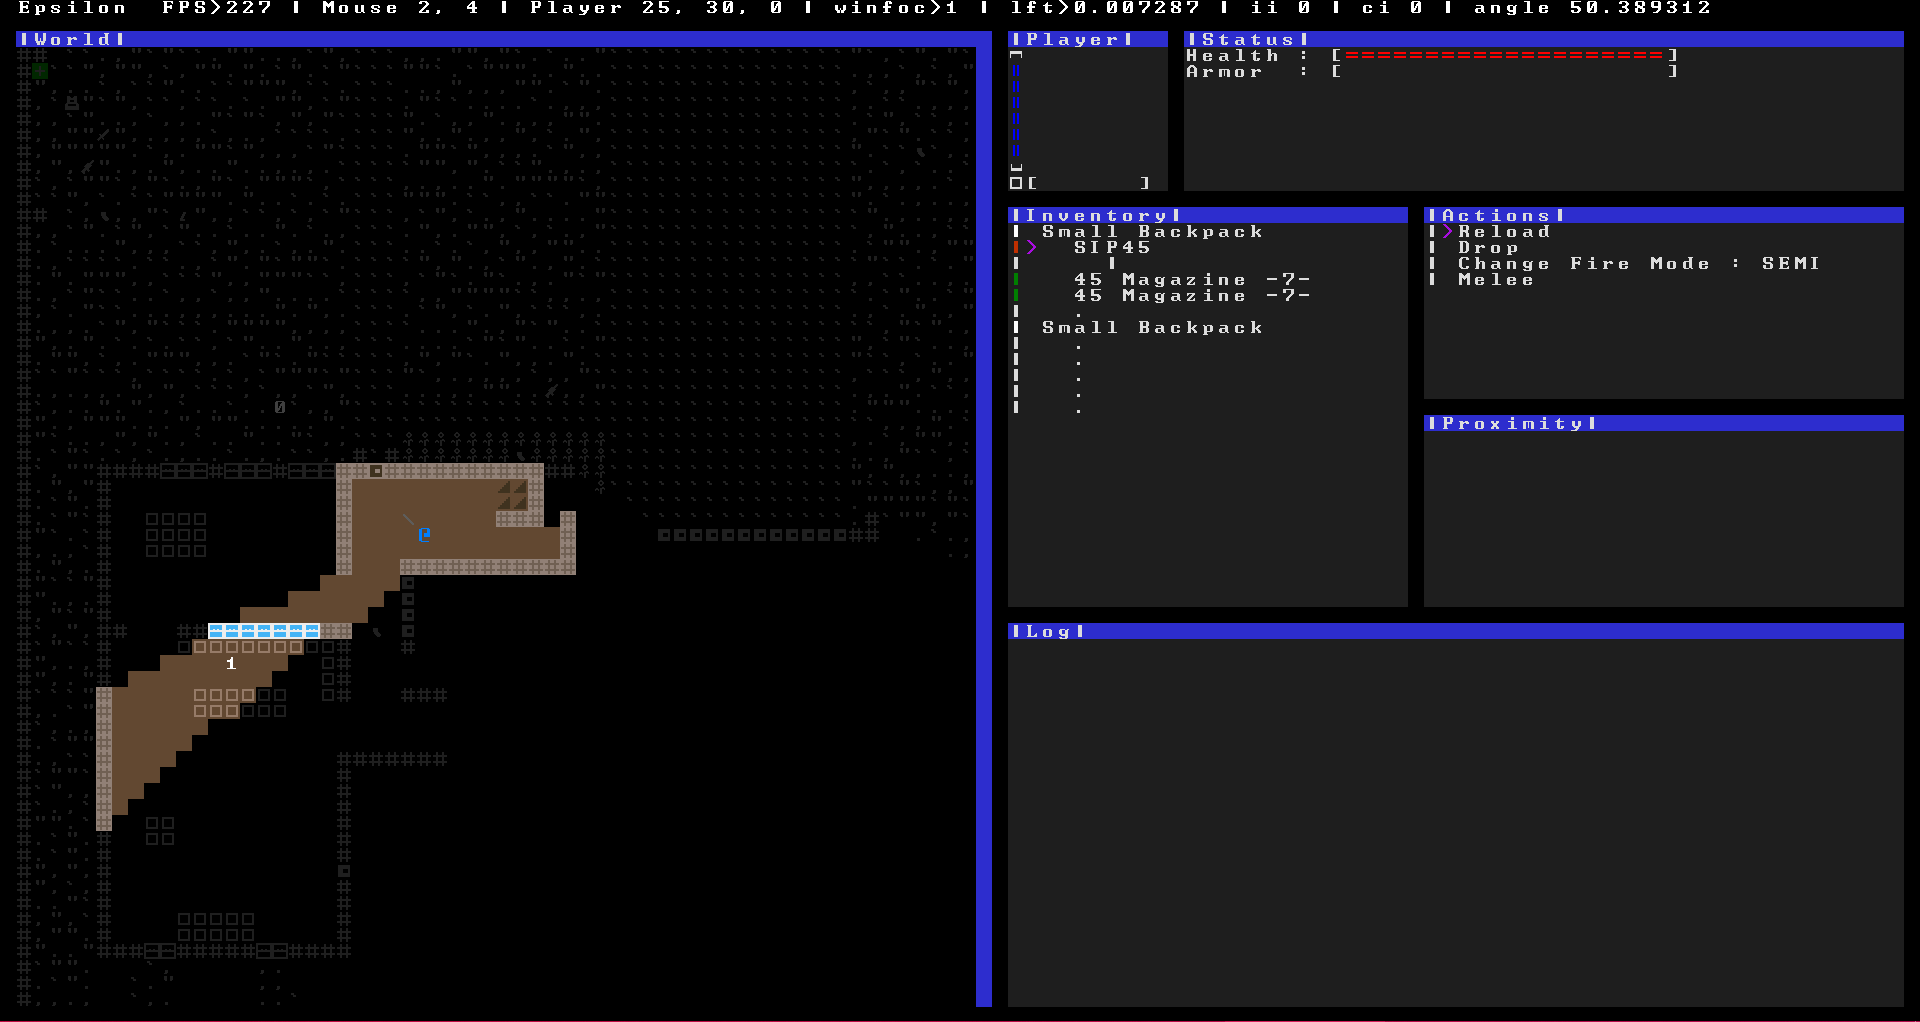 Epsilon FPS>227 | Mouse 2, 4 | Player 25, 30, 0 | winfoc>1 | lft>0.007287 | ii 0 | ci 0 | angle 50.389312
|World|
0
@
1
|Player|
[ ]
|Status|
Health : [====================]
Armor : [ ]
|Inventory|
Small Backpack
> SIP45
|
45 Magazine -7-
45 Magazine -7-
.
Small Backpack
.
.
.
.
.
|Actions|
>Reload
Drop
Change Fire Mode : SEMI
Melee
|Proximity|
|Log|